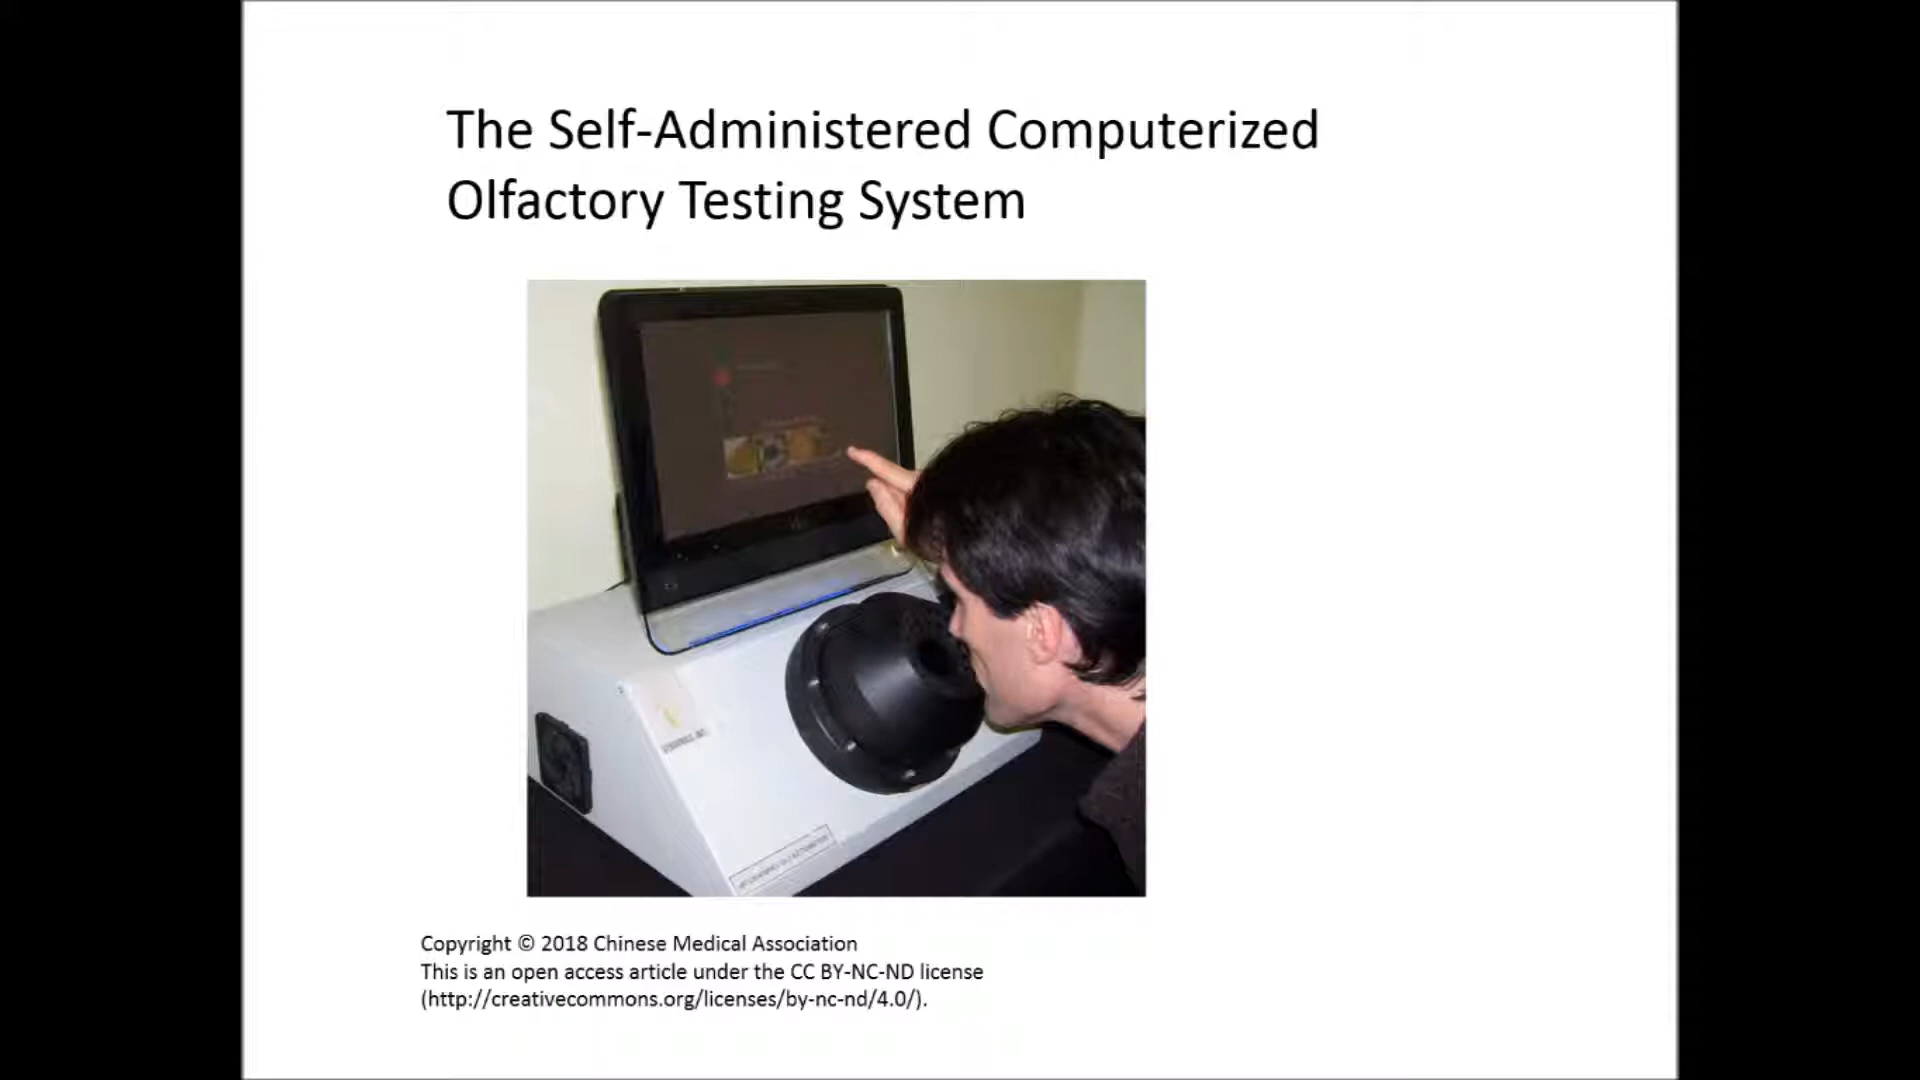 The Self-Administered Computerized
Olfactory Testing System
Copyright © 2018 Chinese Medical Association
This is an open access article under the CC BY-NC-ND license
(http://creativecommons.org/licenses/by-nc-nd/4.0/).